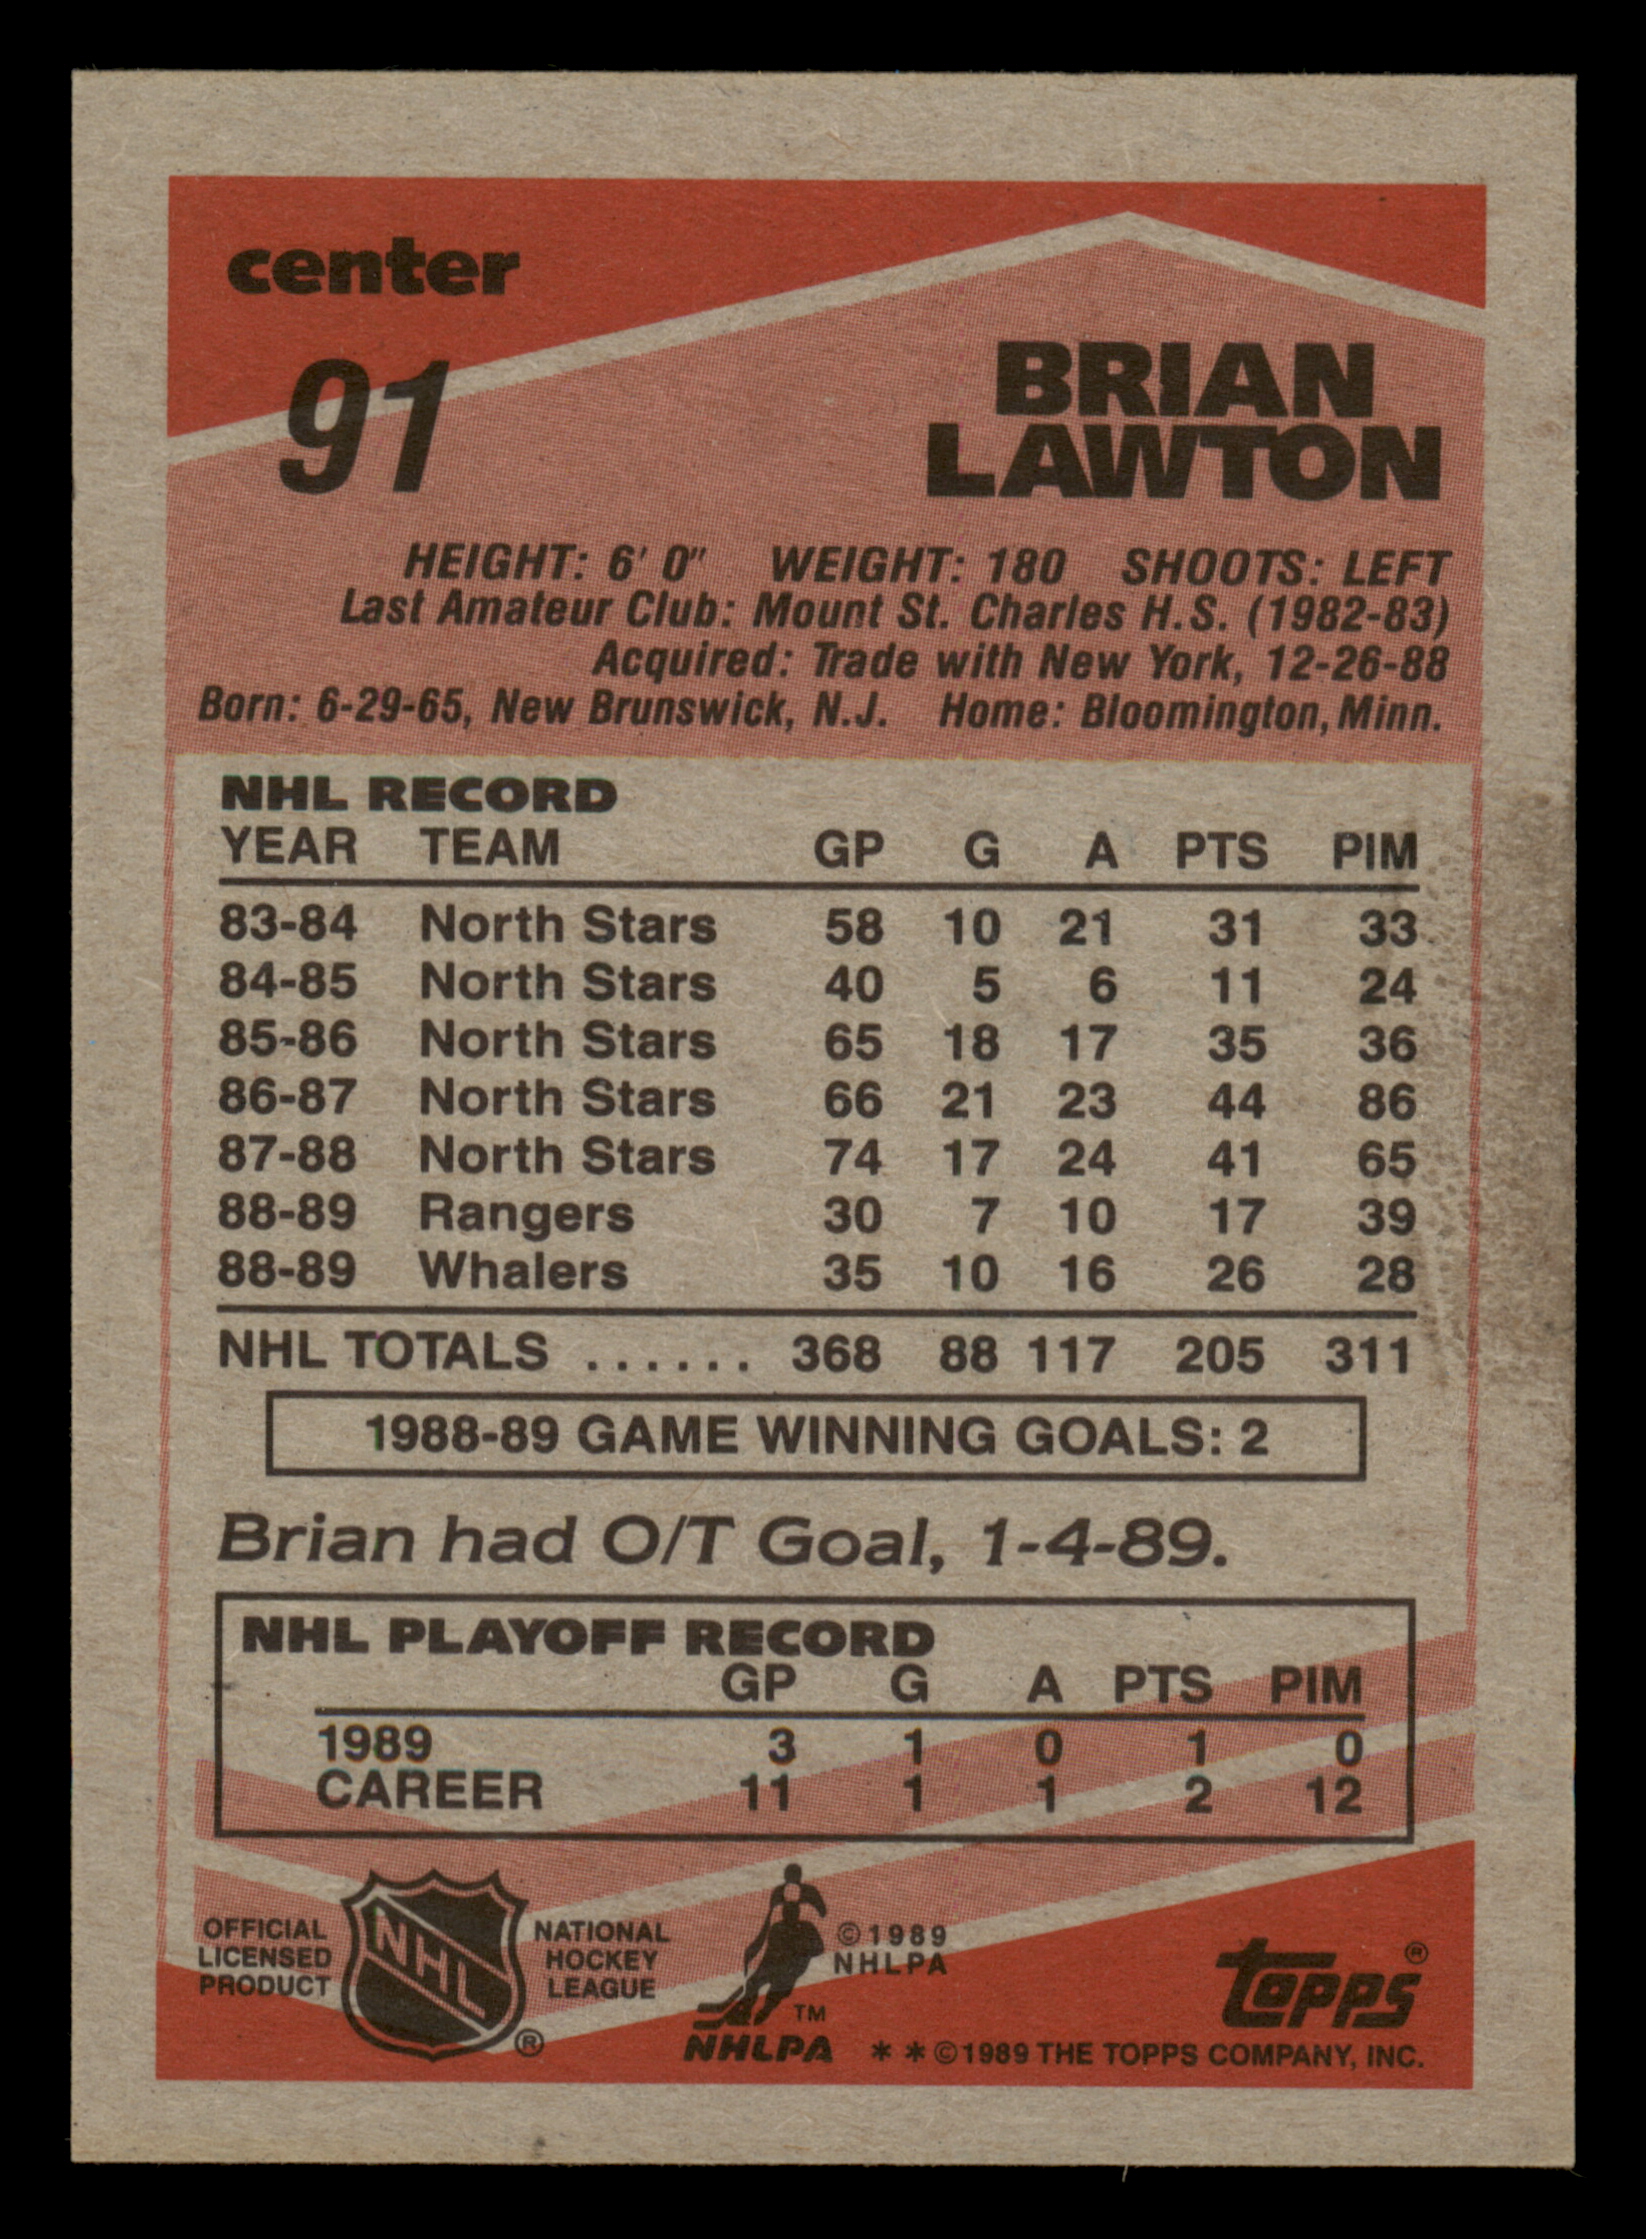 center
91
BRIAN
LAWTON
HEIGHT: 6' 0" WEIGHT: 180 SHOOTS: LEFT
Last Amateur Club: Mount St. Charles H.S. (1982-83)
Acquired: Trade with New York, 12-26-88
Born: 6-29-65, New Brunswick, N.J. Home: Bloomington, Minn.
NHL RECORD
YEAR TEAM GP G A PTS PIM
83-84 North Stars 58 10 21 31 33
84-85 North Stars 40 5 6 11 24
85-86 North Stars 65 18 17 35 36
86-87 North Stars 66 21 23 44 86
87-88 North Stars 74 17 24 41 65
88-89 Rangers 30 7 10 17 39
88-89 Whalers 35 10 16 26 28
NHL TOTALS ...... 368 88 117 205 311
1988-89 GAME WINNING GOALS: 2
Brian had O/T Goal, 1-4-89.
NHL PLAYOFF RECORD
GP G A PTS PIM
1989 3 1 0 1 0
CAREER 11 1 1 2 12
OFFICIAL
LICENSED
PRODUCT
NHL
®
NATIONAL
HOCKEY
LEAGUE
TM
NHLPA
©1989
NHLPA
topps®
**©1989 THE TOPPS COMPANY, INC.